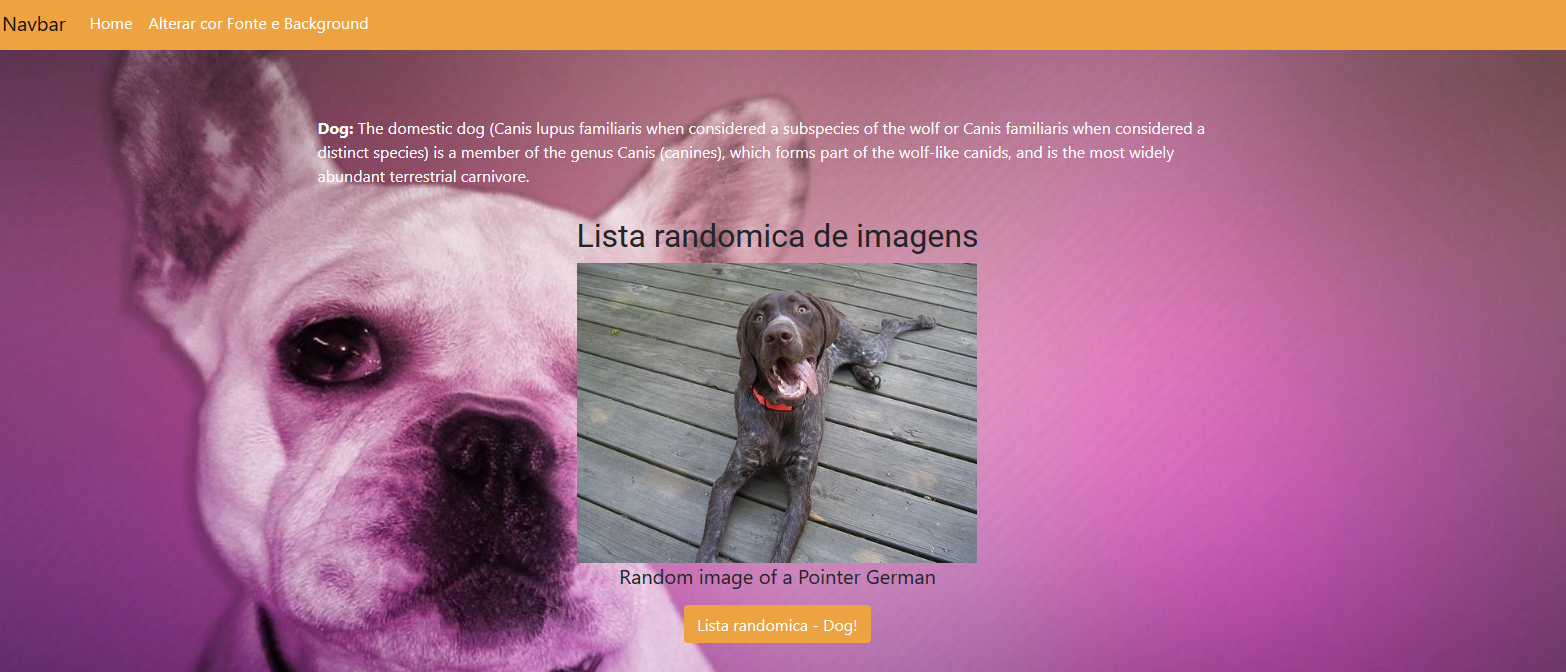 Navbar Home Alterar cor Fonte e Background
Dog: The domestic dog (Canis lupus familiaris when considered a subspecies of the wolf or Canis familiaris when considered a
distinct species) is a member of the genus Canis (canines), which forms part of the wolf-like canids, and is the most widely
abundant terrestrial carnivore.
Lista randomica de imagens
Random image of a Pointer German
Lista randomica - Dog!